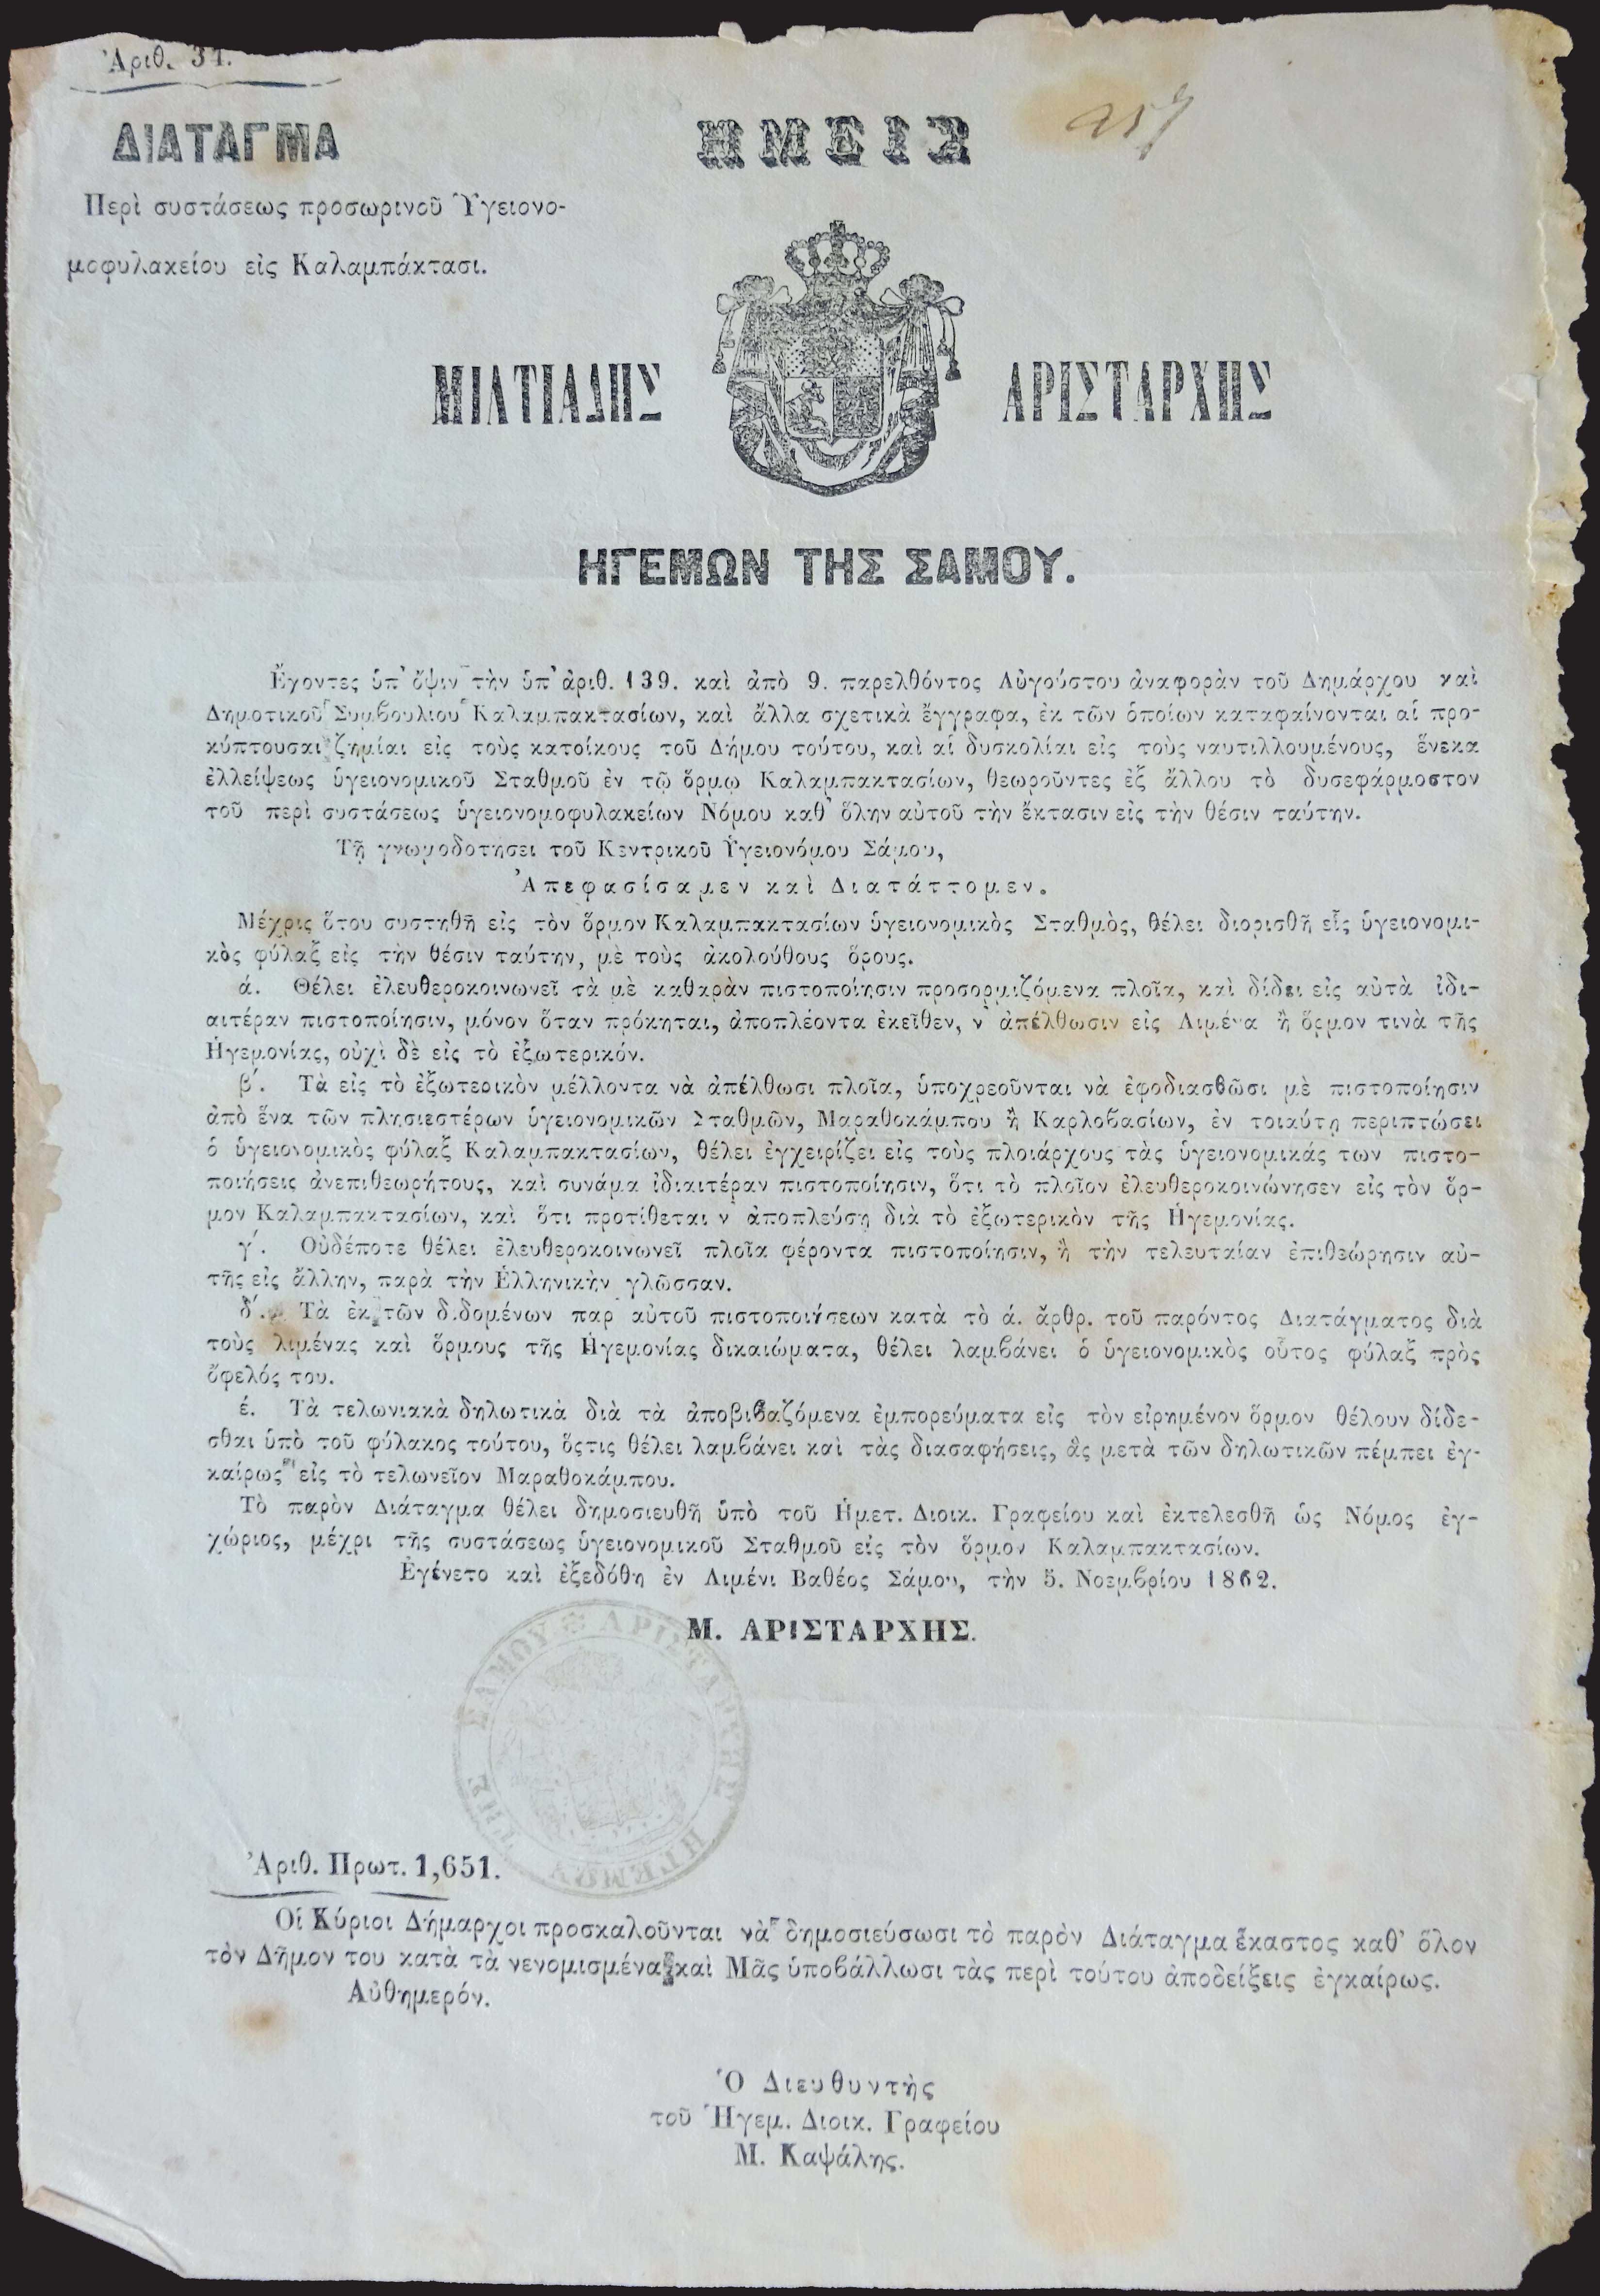 Ἀριθ. 31.
ΔΙΑΤΑΓΜΑ
Περὶ συστάσεως προσωρινοῦ Ὑγειονο-
μοφυλακείου εἰς Καλαμπάκτασι.
ΗΜΕΙΣ
257
ΜΙΛΤΙΑΔΗΣ ΑΡΙΣΤΑΡΧΗΣ
ΗΓΕΜΩΝ ΤΗΣ ΣΑΜΟΥ.
Ἔχοντες ὑπ' ὄψιν τὴν ὑπ' ἀριθ. 139. καὶ ἀπὸ 9. παρελθόντος Αὐγούστου ἀναφορὰν τοῦ Δημάρχου καὶ
Δημοτικοῦ Συμβουλιου Καλαμπακτασίων, καὶ ἄλλα σχετικὰ ἔγγραφα, ἐκ τῶν ὁποίων καταφαίνονται αἱ προ-
κύπτουσαι ζημίαι εἰς τοὺς κατοίκους τοῦ Δήμου τούτου, καὶ αἱ δυσκολίαι εἰς τοὺς ναυτιλλουμένους, ἕνεκα
ἐλλείψεως ὑγειονομικοῦ Σταθμοῦ ἐν τῷ ὅρμῳ Καλαμπακτασίων, θεωροῦντες ἐξ ἄλλου τὸ δυσεφάρμοστον
τοῦ περὶ συστάσεως ὑγειονομοφυλακείων Νόμου καθ' ὅλην αὐτοῦ τὴν ἔκτασιν εἰς τὴν θέσιν ταύτην.
Τῇ γνωμοδοτήσει τοῦ Κεντρικοῦ Ὑγειονόμου Σάμου,
Ἀπεφασίσαμεν καὶ Διατάττομεν.
Μέχρις ὅτου συστηθῇ εἰς τὸν ὅρμον Καλαμπακτασίων ὑγειονομικὸς Σταθμὸς, θέλει διορισθῆ εἷς ὑγειονομι-
κὸς φύλαξ εἰς τὴν θέσιν ταύτην, μὲ τοὺς ἀκολούθους ὅρους.
ά. Θέλει ἐλευθεροκοινωνεῖ τὰ μὲ καθαρὰν πιστοποίησιν προσορμιζόμενα πλοῖα, καὶ δίδει εἰς αὐτὰ ἰδι-
αιτέραν πιστοποίησιν, μόνον ὅταν πρόκηται, ἀποπλέοντα ἐκεῖθεν, ν' ἀπέλθωσιν εἰς Λιμένα ἢ ὅρμον τινὰ τῆς
Ἡγεμονίας, οὐχὶ δὲ εἰς τὸ ἐξωτερικόν.
β'. Τὰ εἰς τὸ ἐξωτερικὸν μέλλοντα νὰ ἀπέλθωσι πλοῖα, ὑποχρεοῦνται νὰ ἐφοδιασθῶσι μὲ πιστοποίησιν
ἀπὸ ἕνα τῶν πλησιεστέρων ὑγειονομικῶν Σταθμῶν, Μαραθοκάμπου ἢ Καρλοβασίων, ἐν τοιαύτῃ περιπτώσει
ὁ ὑγειονομικὸς φύλαξ Καλαμπακτασίων, θέλει ἐγχειρίζει εἰς τοὺς πλοιάρχους τὰς ὑγειονομικάς των πιστο-
ποιήσεις ἀνεπιθεωρήτους, καὶ συνάμα ἰδιαιτέραν πιστοποίησιν, ὅτι τὸ πλοῖον ἐλευθεροκοινώνησεν εἰς τὸν ὅρ-
μον Καλαμπακτασίων, καὶ ὅτι προτίθεται ν' ἀποπλεύσῃ διὰ τὸ ἐξωτερικὸν τῆς Ἡγεμονίας.
γ'. Οὐδέποτε θέλει ἐλευθεροκοινωνεῖ πλοῖα φέροντα πιστοποίησιν, ἢ τὴν τελευταίαν ἐπιθεώρησιν αὐ-
τῆς εἰς ἄλλην, παρὰ τὴν Ἑλληνικὴν γλῶσσαν.
δ'. Τὰ ἐκ τῶν διδομένων παρ' αὐτοῦ πιστοποιήσεων κατὰ τὸ ά. ἄρθρ. τοῦ παρόντος Διατάγματος διὰ
τοὺς λιμένας καὶ ὅρμους τῆς Ἡγεμονίας δικαιώματα, θέλει λαμβάνει ὁ ὑγειονομικὸς οὗτος φύλαξ πρὸς
ὄφελός του.
έ. Τὰ τελωνιακὰ δηλωτικὰ διὰ τὰ ἀποβιβαζόμενα ἐμπορεύματα εἰς τὸν εἰρημένον ὅρμον θέλουν δίδε-
σθαι ὑπὸ τοῦ φύλακος τούτου, ὅςτις θέλει λαμβάνει καὶ τὰς διασαφήσεις, ἃς μετὰ τῶν δηλωτικῶν πέμπει ἐγ-
καίρως εἰς τὸ τελωνεῖον Μαραθοκάμπου.
Τὸ παρὸν Διάταγμα θέλει δημοσιευθῆ ὑπὸ τοῦ Ἡμετ. Διοικ. Γραφείου καὶ ἐκτελεσθῆ ὡς Νόμος ἐγ-
χώριος, μέχρι τῆς συστάσεως ὑγειονομικοῦ Σταθμοῦ εἰς τὸν ὅρμον Καλαμπακτασίων.
Ἐγένετο καὶ ἐξεδόθη ἐν Λιμένι Βαθέος Σάμου, τὴν 5. Νοεμβρίου 1862.
Μ. ΑΡΙΣΤΑΡΧΗΣ.
ΑΡΙΣΤΑΡΧΗΣ ΗΓΕΜΩΝ ΤΗΣ ΣΑΜΟΥ
Ἀριθ. Πρωτ. 1,651.
Οἱ Κύριοι Δήμαρχοι προσκαλοῦνται νὰ δημοσιεύσωσι τὸ παρὸν Διάταγμα ἕκαστος καθ' ὅλον
τὸν Δῆμον του κατὰ τὰ νενομισμένα καὶ Μᾶς ὑποβάλλωσι τὰς περὶ τούτου ἀποδείξεις ἐγκαίρως.
Αὐθημερόν.
Ὁ Διευθυντὴς
τοῦ Ἡγεμ. Διοικ. Γραφείου
Μ. Καψάλης.